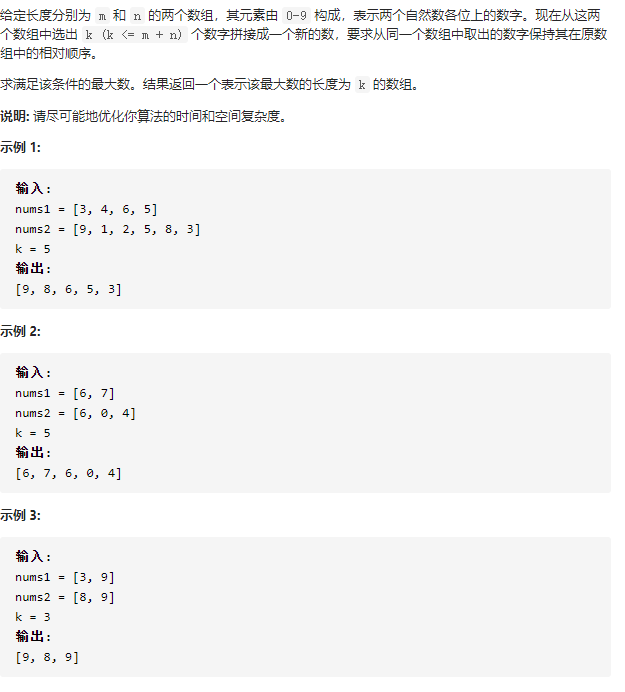 给定长度分别为 m 和 n 的两个数组，其元素由 0-9 构成，表示两个自然数各位上的数字。现在从这两
个数组中选出 k (k <= m + n) 个数字拼接成一个新的数，要求从同一个数组中取出的数字保持其在原数
组中的相对顺序。
求满足该条件的最大数。结果返回一个表示该最大数的长度为 k 的数组。
说明: 请尽可能地优化你算法的时间和空间复杂度。
示例 1:
输入:
nums1 = [3, 4, 6, 5]
nums2 = [9, 1, 2, 5, 8, 3]
k = 5
输出:
[9, 8, 6, 5, 3]
示例 2:
输入:
nums1 = [6, 7]
nums2 = [6, 0, 4]
k = 5
输出:
[6, 7, 6, 0, 4]
示例 3:
输入:
nums1 = [3, 9]
nums2 = [8, 9]
k = 3
输出:
[9, 8, 9]